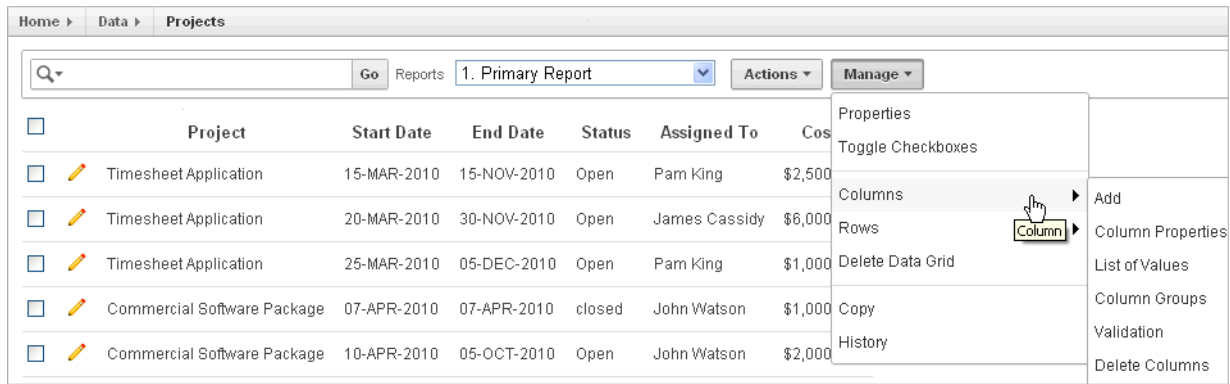 Home Data Projects
Go Reports 1. Primary Report Actions Manage
Project Start Date End Date Status Assigned To Cos
Timesheet Application 15-MAR-2010 15-NOV-2010 Open Pam King $2,500
Timesheet Application 20-MAR-2010 30-NOV-2010 Open James Cassidy $6,000
Timesheet Application 25-MAR-2010 05-DEC-2010 Open Pam King $1,000
Commercial Software Package 07-APR-2010 07-APR-2010 closed John Watson $1,000
Commercial Software Package 10-APR-2010 05-OCT-2010 Open John Watson $2,000
Properties
Toggle Checkboxes
Columns
Rows
Column
Delete Data Grid
Copy
History
Add
Column Properties
List of Values
Column Groups
Validation
Delete Columns